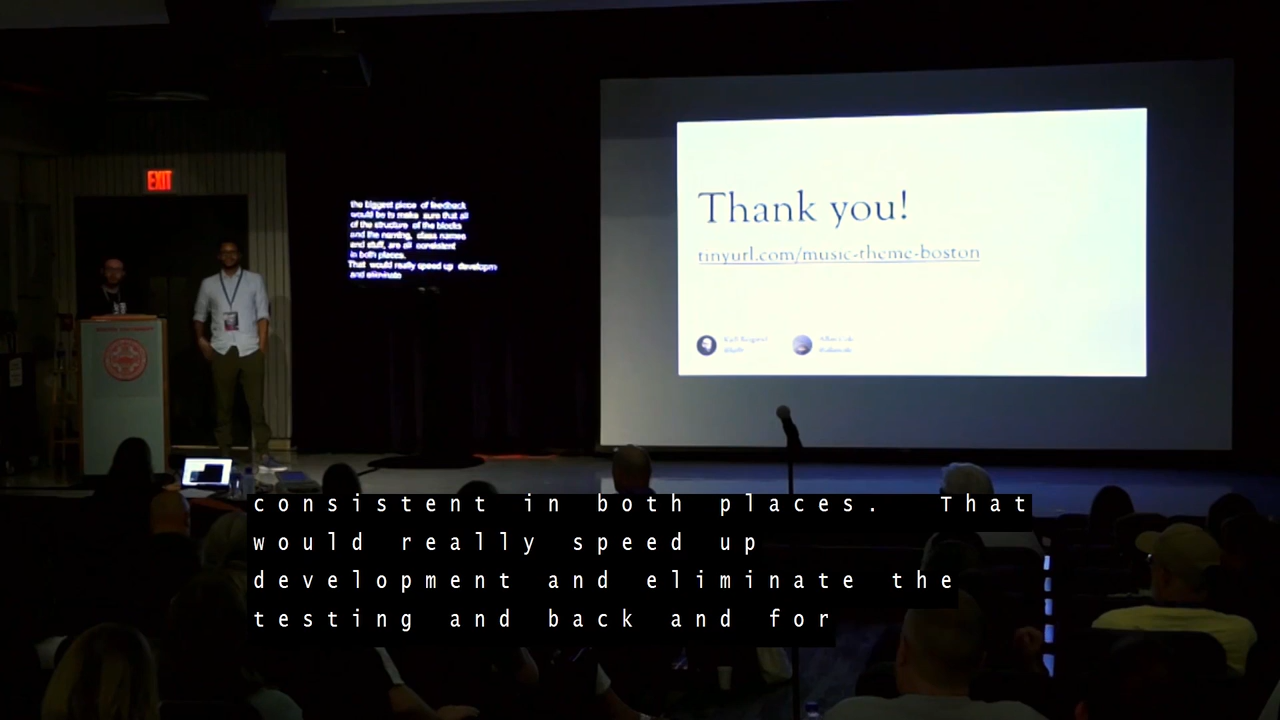 EXIT
the biggest piece of feedback
would be to make sure that all
of the structure of the blocks
and the naming, class names
and stuff, are all consistent
in both places.
That would really speed up developm
and eliminate
Thank you!
tinyurl.com/music-theme-boston
consistent in both places. That
would really speed up
development and eliminate the
testing and back and for